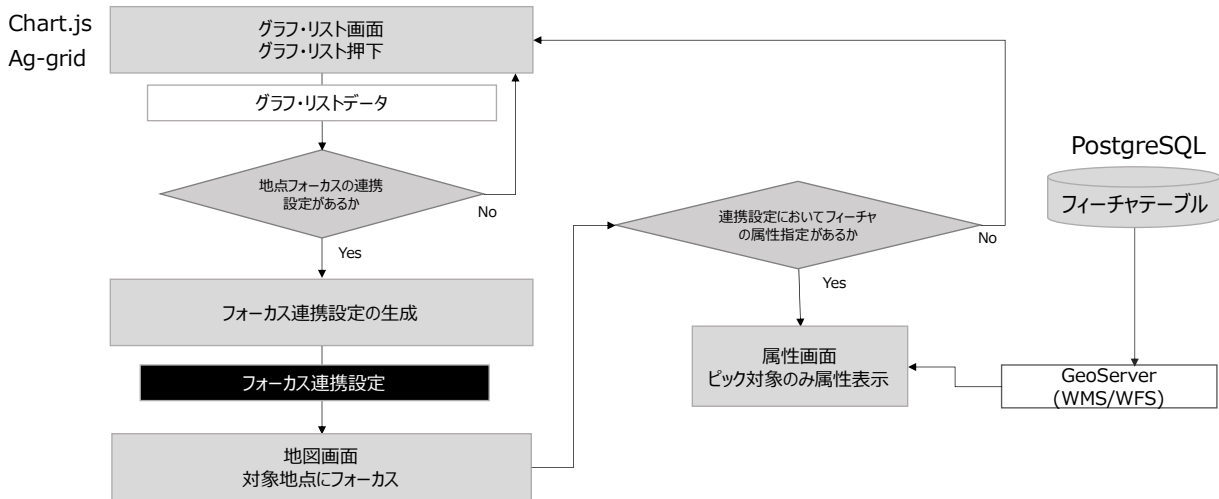 Chart.js
Ag-grid
グラフ・リスト画面
グラフ・リスト押下
グラフ・リストデータ
地点フォーカスの連携
設定があるか
No
Yes
フォーカス連携設定の生成
フォーカス連携設定
地図画面
対象地点にフォーカス
連携設定においてフィーチャ
の属性指定があるか
No
Yes
属性画面
ピック対象のみ属性表示
PostgreSQL
フィーチャテーブル
GeoServer
(WMS/WFS)